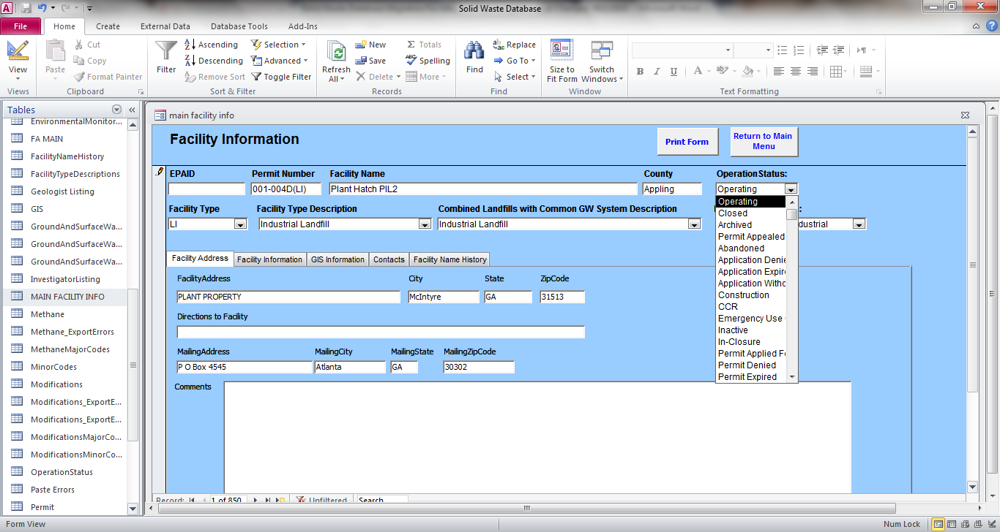 Solid Waste Database
File Home Create External Data Database Tools Add-Ins
View
Views
Paste
Cut
Copy
Format Painter
Clipboard
Filter
Ascending
Descending
Remove Sort
Selection
Advanced
Toggle Filter
Sort & Filter
Refresh
All
New
Save
Delete
Totals
Spelling
More
Records
Find
Replace
Go To
Select
Find
Size to
Fit Form
Switch
Windows
Window
B I U
Text Formatting
Tables
EnvironmentalMonitor...
FA MAIN
FacilityNameHistory
FacilityTypeDescriptions
Geologist Listing
GIS
GroundAndSurfaceWa...
GroundAndSurfaceWa...
GroundAndSurfaceWa...
InvestigatorListing
MAIN FACILITY INFO
Methane
Methane_ExportErrors
MethaneMajorCodes
MinorCodes
Modifications
Modifications_ExportE...
Modifications_ExportE...
ModificationsMajorCo...
ModificationsMinorCo...
OperationStatus
Paste Errors
Permit
main facility info
Facility Information
Print Form
Return to Main
Menu
EPAID Permit Number Facility Name County OperationStatus:
001-004D(LI) Plant Hatch PIL2 Appling Operating
Facility Type Facility Type Description Combined Landfills with Common GW System Description
LI Industrial Landfill Industrial Landfill dustrial
Operating
Closed
Archived
Permit Appealed
Abandoned
Application Denie
Application Expire
Application Witho
Construction
CCR
Emergency Use
Inactive
In-Closure
Permit Applied Fo
Permit Denied
Permit Expired
Facility Address Facility Information GIS Information Contacts Facility Name History
FacilityAddress City State ZipCode
PLANT PROPERTY McIntyre GA 31513
Directions to Facility
MailingAddress MailingCity MailingState MailingZipCode
P O Box 4545 Atlanta GA 30302
Comments
Record: 1 of 850 Unfiltered Search
Form View Num Lock